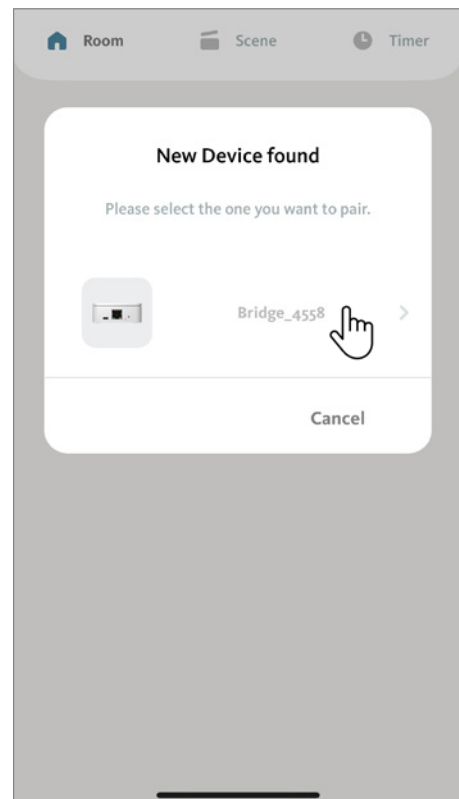 Room Scene Timer
New Device found
Please select the one you want to pair.
Bridge_4558
Cancel